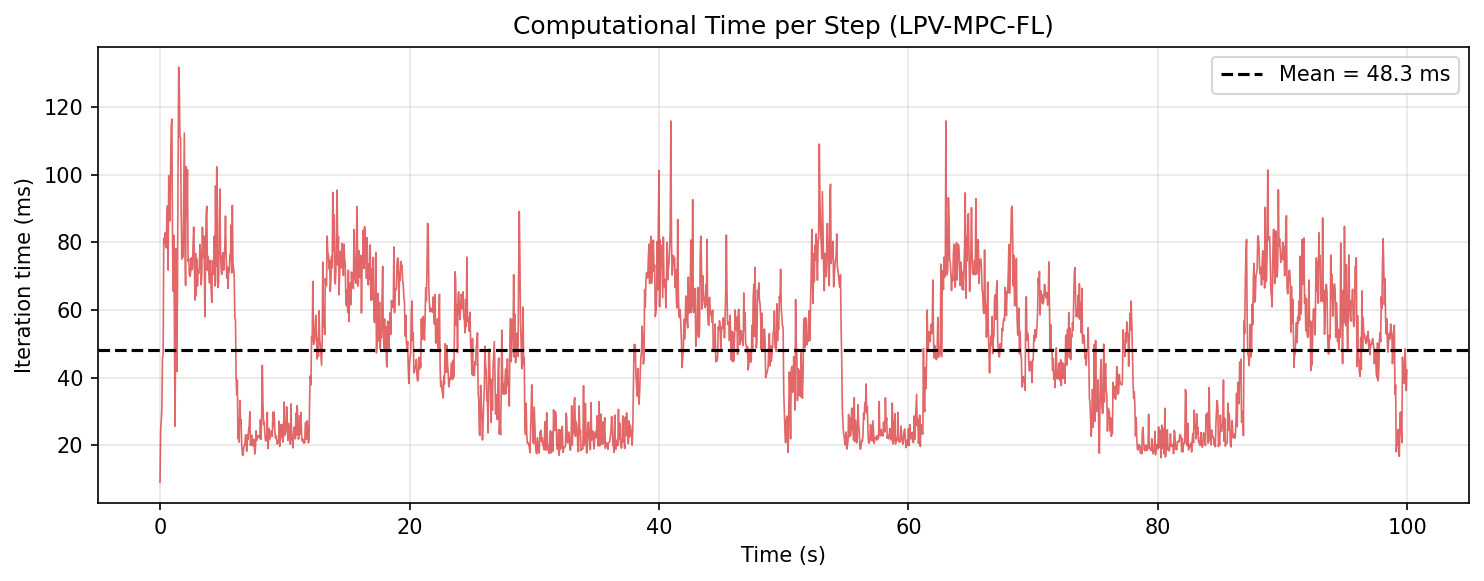 Computational Time per Step (LPV-MPC-FL)
Mean = 48.3 ms
Iteration time (ms)
120
100
80
60
40
20
0 20 40 60 80 100
Time (s)